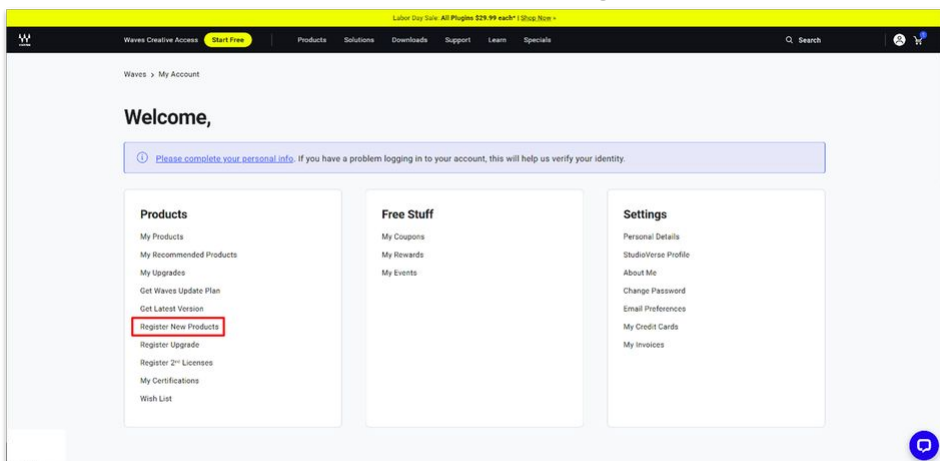 Labor Day Sale: All Plugins $29.99 each* | Shop Now >
Waves Creative Access Start Free Products Solutions Downloads Support Learn Specials Search
Waves > My Account
Welcome,
Please complete your personal info. If you have a problem logging in to your account, this will help us verify your identity.
Products
My Products
My Recommended Products
My Upgrades
Get Waves Update Plan
Get Latest Version
Register New Products
Register Upgrade
Register 2ⁿᵈ Licenses
My Certifications
Wish List
Free Stuff
My Coupons
My Rewards
My Events
Settings
Personal Details
StudioVerse Profile
About Me
Change Password
Email Preferences
My Credit Cards
My Invoices